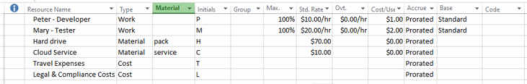 Resource Name Type Material Initials Group Max. Std. Rate Ovt. Cost/Use Accrue Base Code
Peter - Developer Work P 100% $10.00/hr $0.00/hr $1.00 Prorated Standard
Mary - Tester Work M 100% $20.00/hr $0.00/hr $2.00 Prorated Standard
Hard drive Material pack H $70.00 $0.00 Prorated
Cloud Service Material service C $10.00 $0.00 Prorated
Travel Expenses Cost T Prorated
Legal & Compliance Costs Cost L Prorated